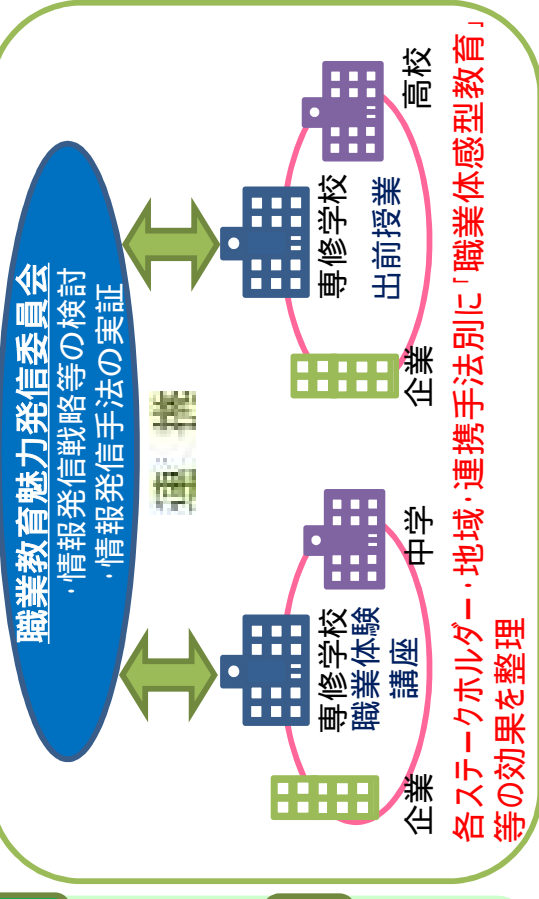 職業教育魅力発信委員会
・情報発信戦略等の検討
・情報発信手法の実証
連携
専修学校
職業体験
講座
企業
中学
専修学校
出前授業
企業
高校
各ステークホルダー・地域・連携手法別に「職業体感型教育」
等の効果を整理